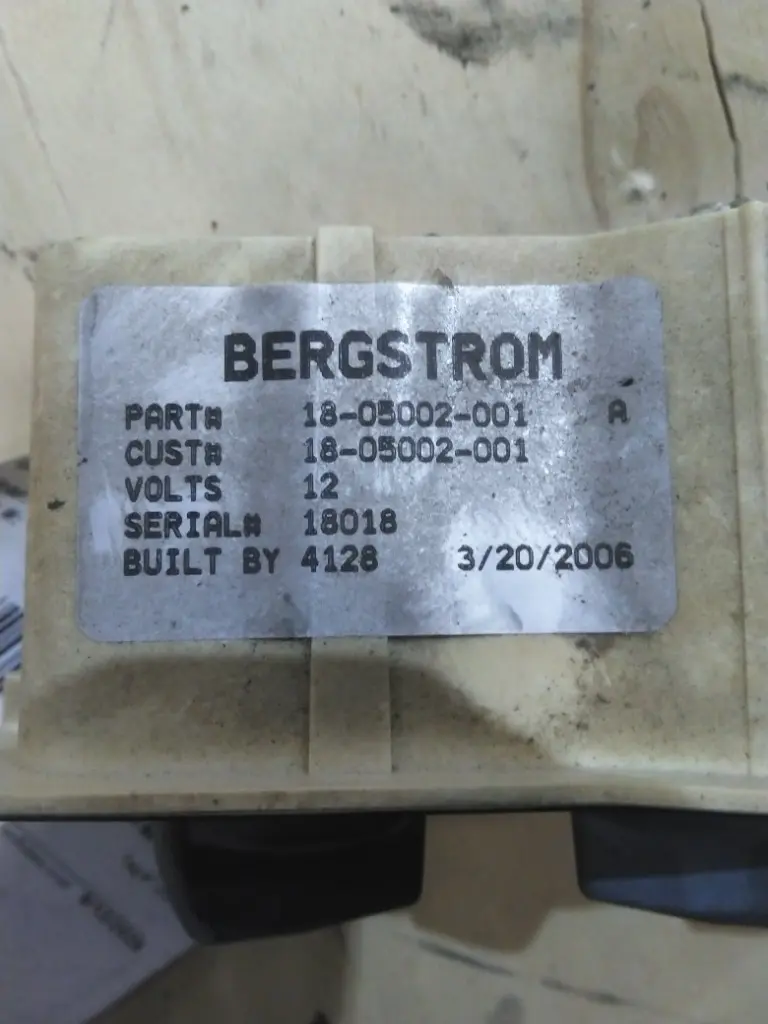 BERGSTROM
PART# 18-05002-001 A
CUST# 18-05002-001
VOLTS 12
SERIAL# 18018
BUILT BY 4128 3/20/2006